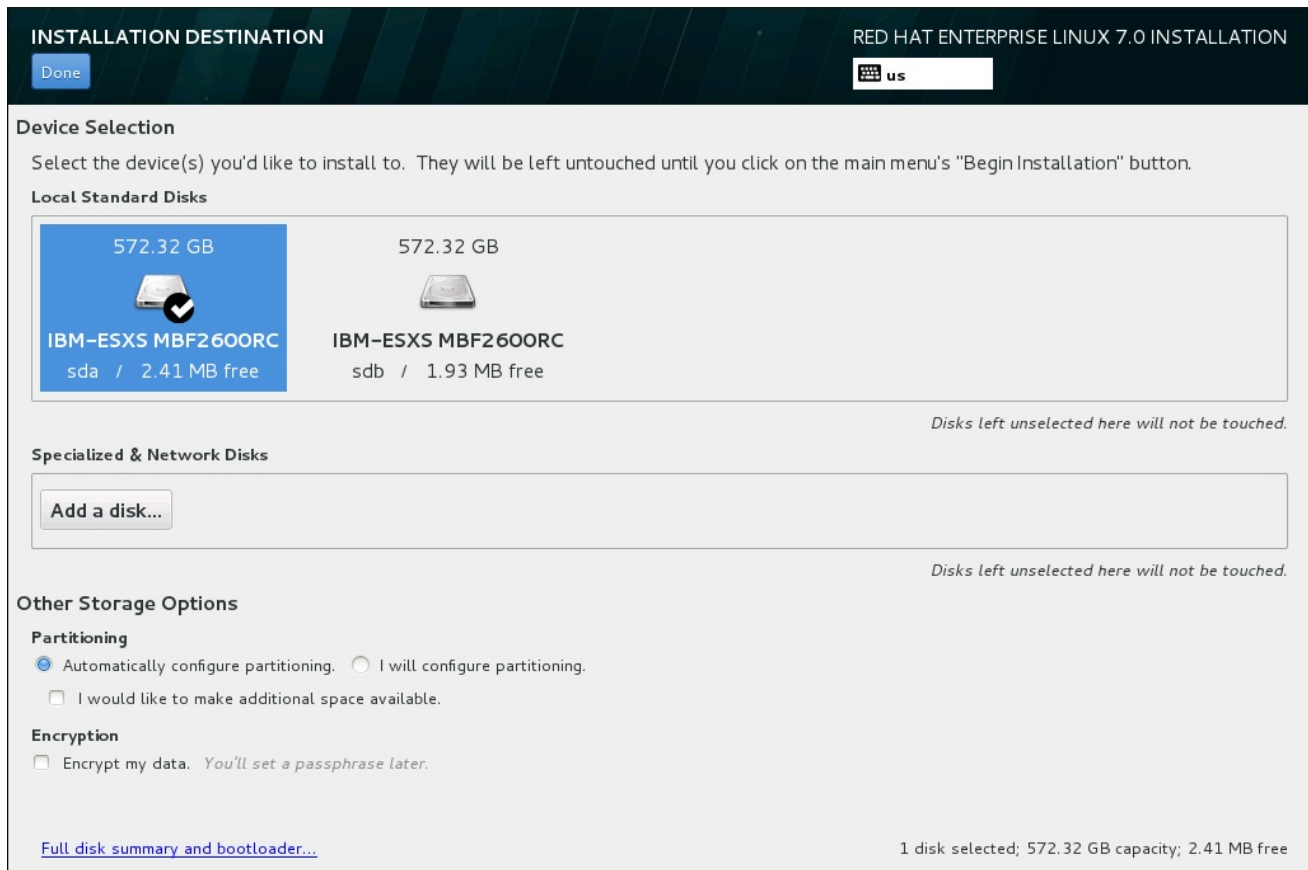 INSTALLATION DESTINATION
RED HAT ENTERPRISE LINUX 7.0 INSTALLATION
Done
us
Device Selection
Select the device(s) you'd like to install to. They will be left untouched until you click on the main menu's "Begin Installation" button.
Local Standard Disks
572.32 GB
IBM-ESXS MBF2600RC
sda / 2.41 MB free
572.32 GB
IBM-ESXS MBF2600RC
sdb / 1.93 MB free
Disks left unselected here will not be touched.
Specialized & Network Disks
Add a disk...
Disks left unselected here will not be touched.
Other Storage Options
Partitioning
Automatically configure partitioning. I will configure partitioning.
I would like to make additional space available.
Encryption
Encrypt my data. You'll set a passphrase later.
Full disk summary and bootloader...
1 disk selected; 572.32 GB capacity; 2.41 MB free